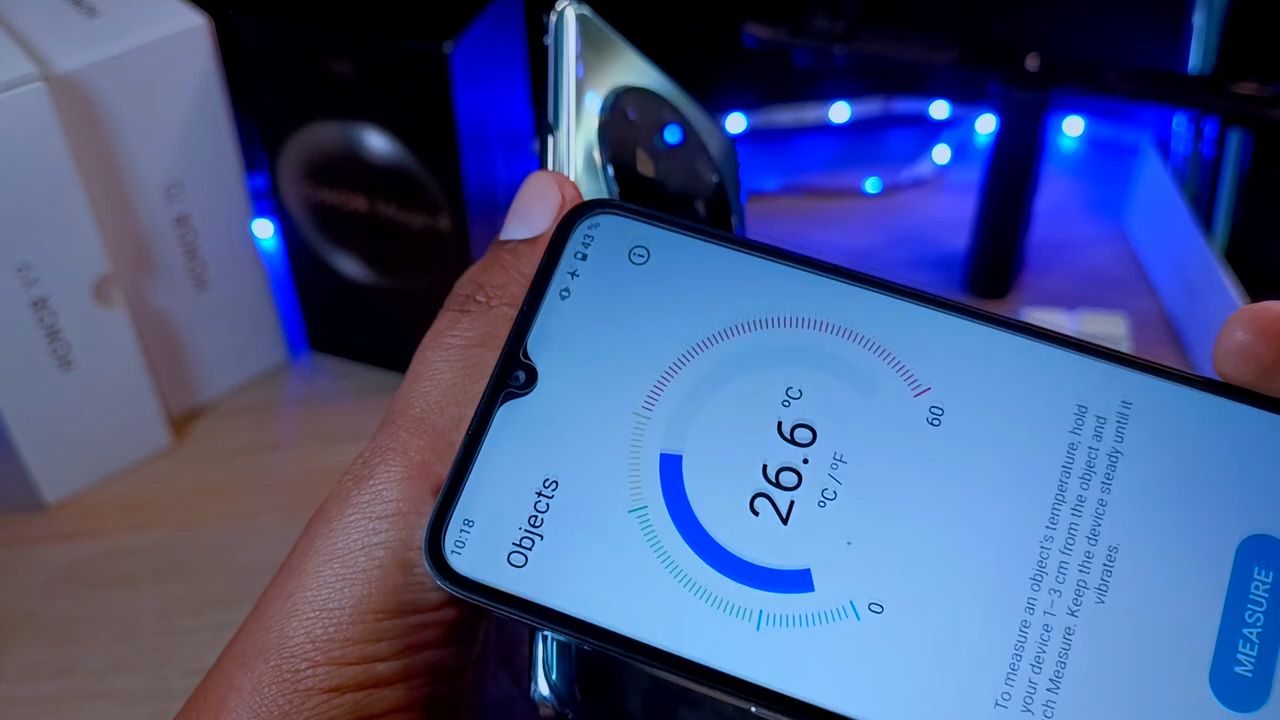 10:18
43 %
Objects
26.6 °C
°C / °F
0
60
To measure an object's temperature, hold
your device 1–3 cm from the object and
ch Measure. Keep the device steady until it
vibrates.
MEASURE
HONOR
HONOR